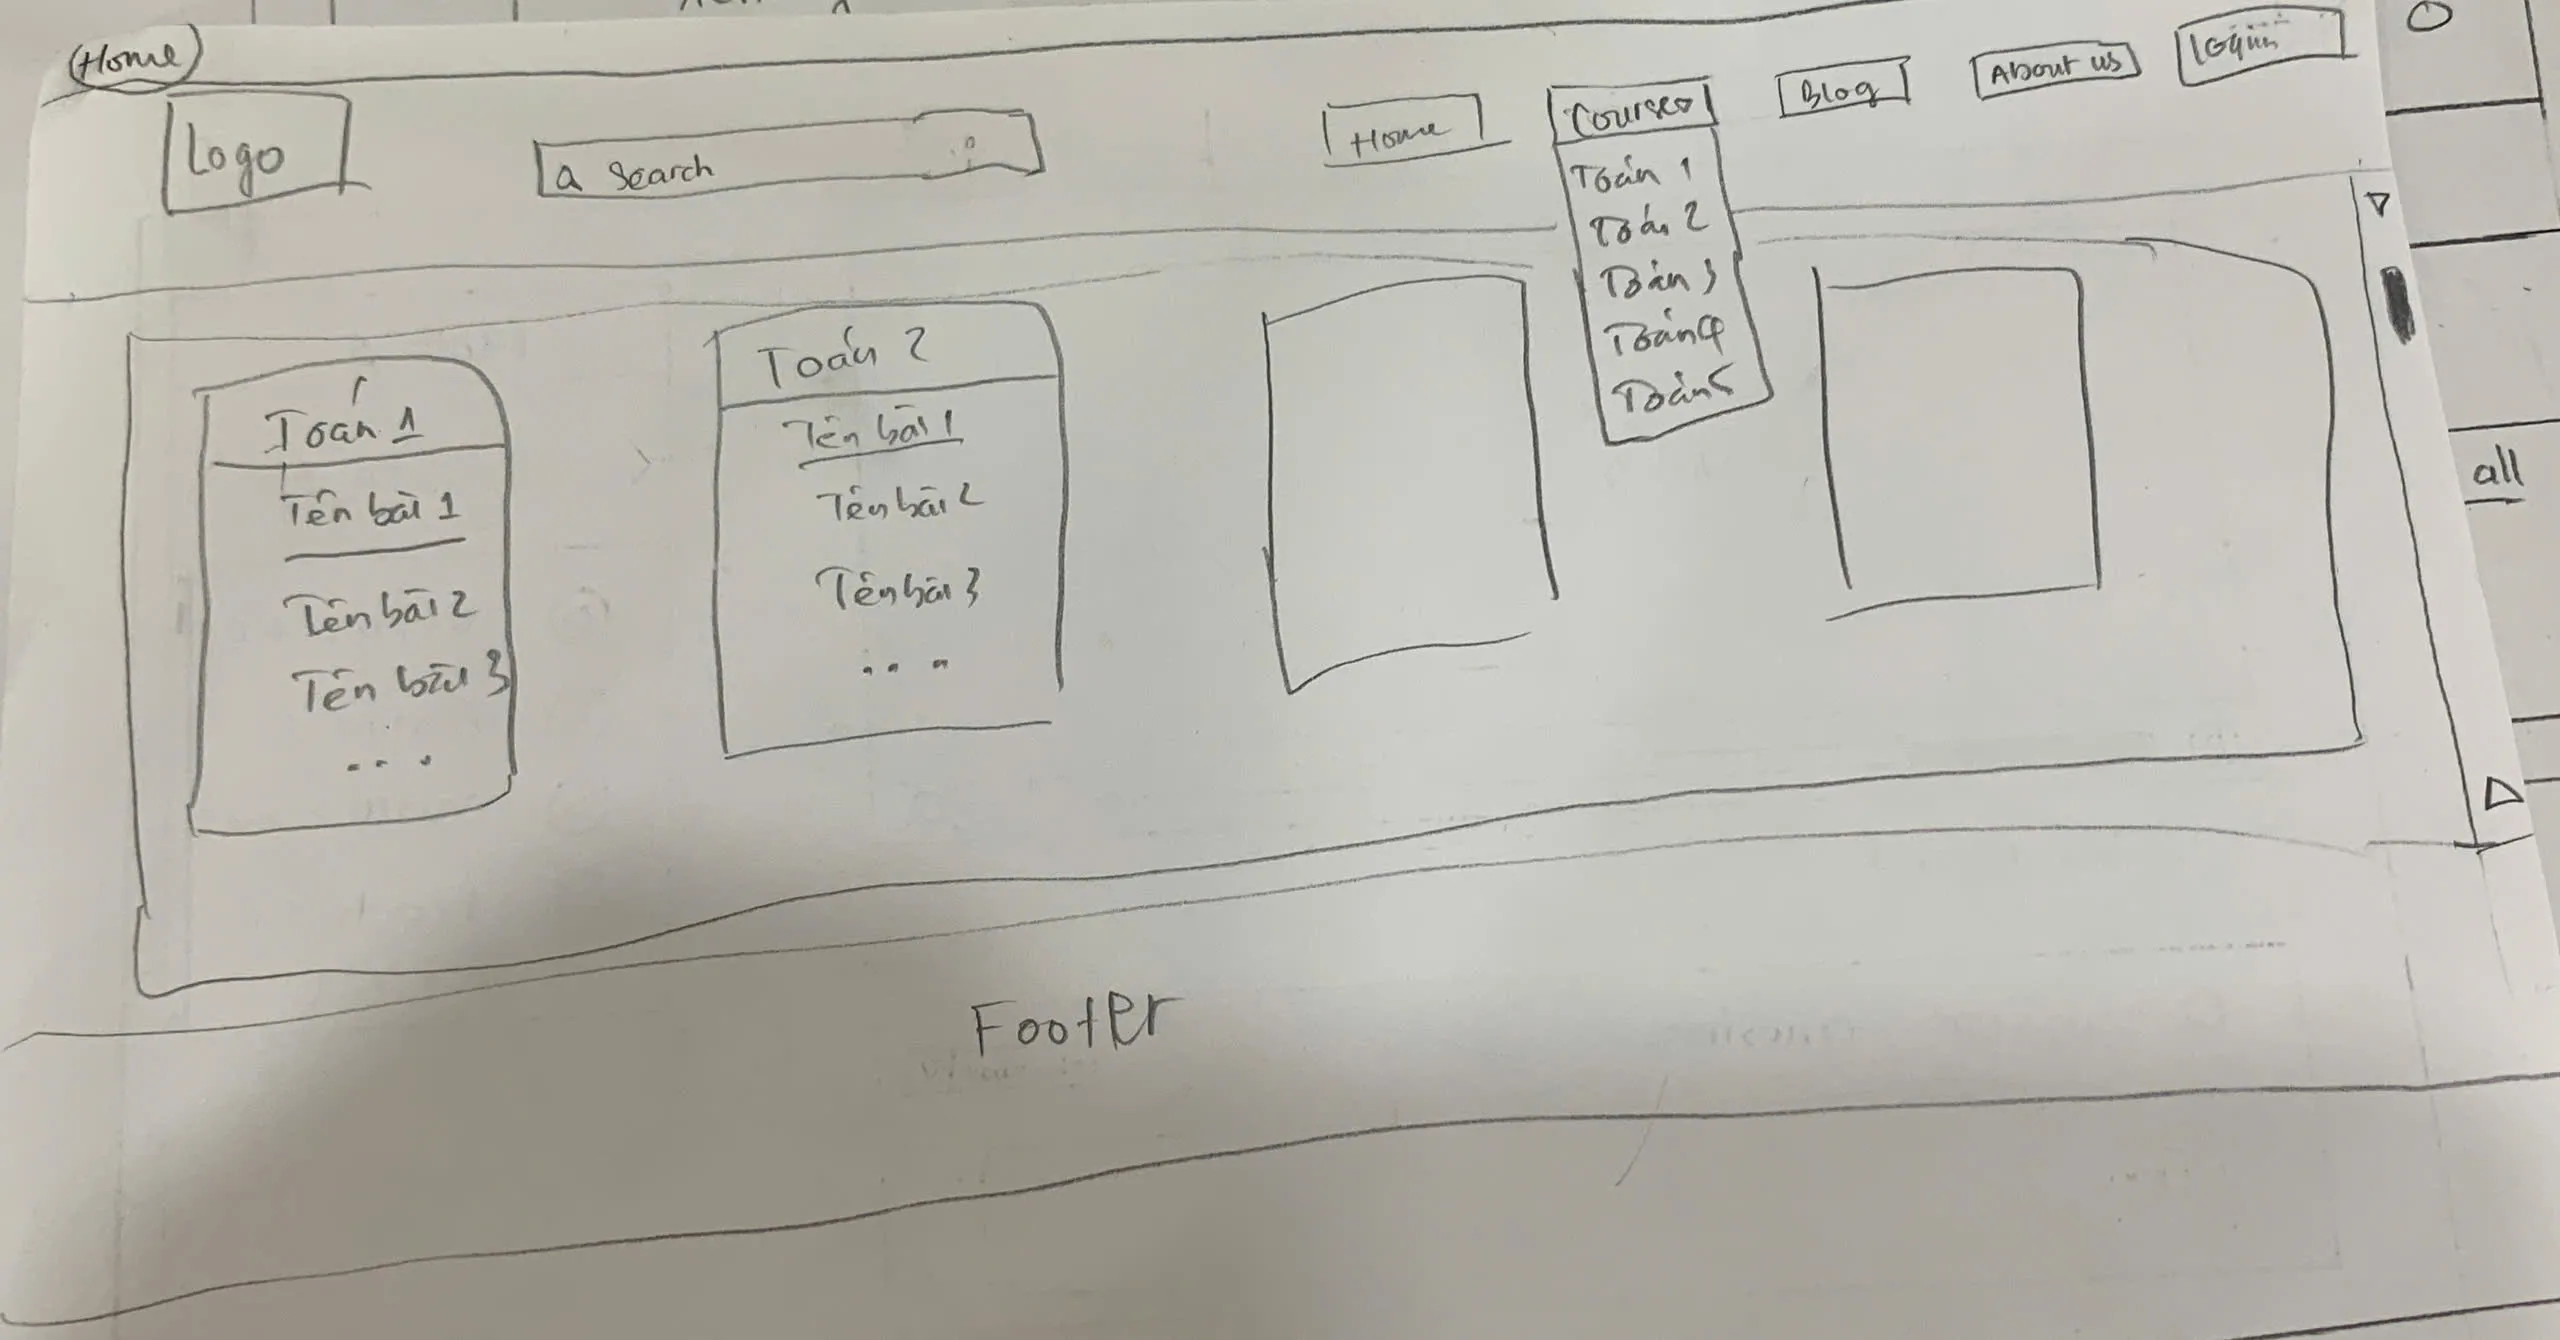 Home
Logo
Search
Home
Courses
Blog
About us
Login
Toán 1
Toán 2
Toán 3
Toán 4
Toán 5
Toán 1
Tên bài 1
Tên bài 2
Tên bài 3
...
Toán 2
Tên bài 1
Tên bài 2
Tên bài 3
...
all
Footer